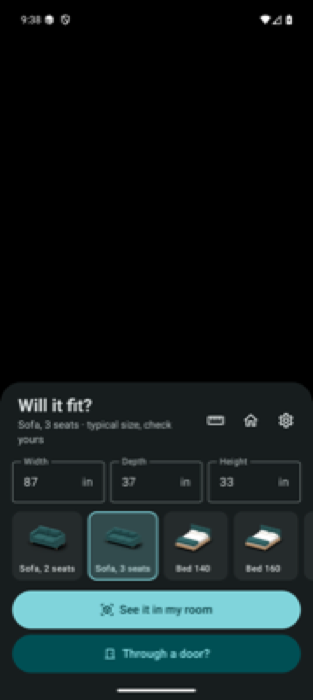 9:38
Will it fit?
Sofa, 3 seats · typical size, check
yours
Width
Depth
Height
87 in
37 in
33 in
Sofa, 2 seats
Sofa, 3 seats
Bed 140
Bed 160
See it in my room
Through a door?